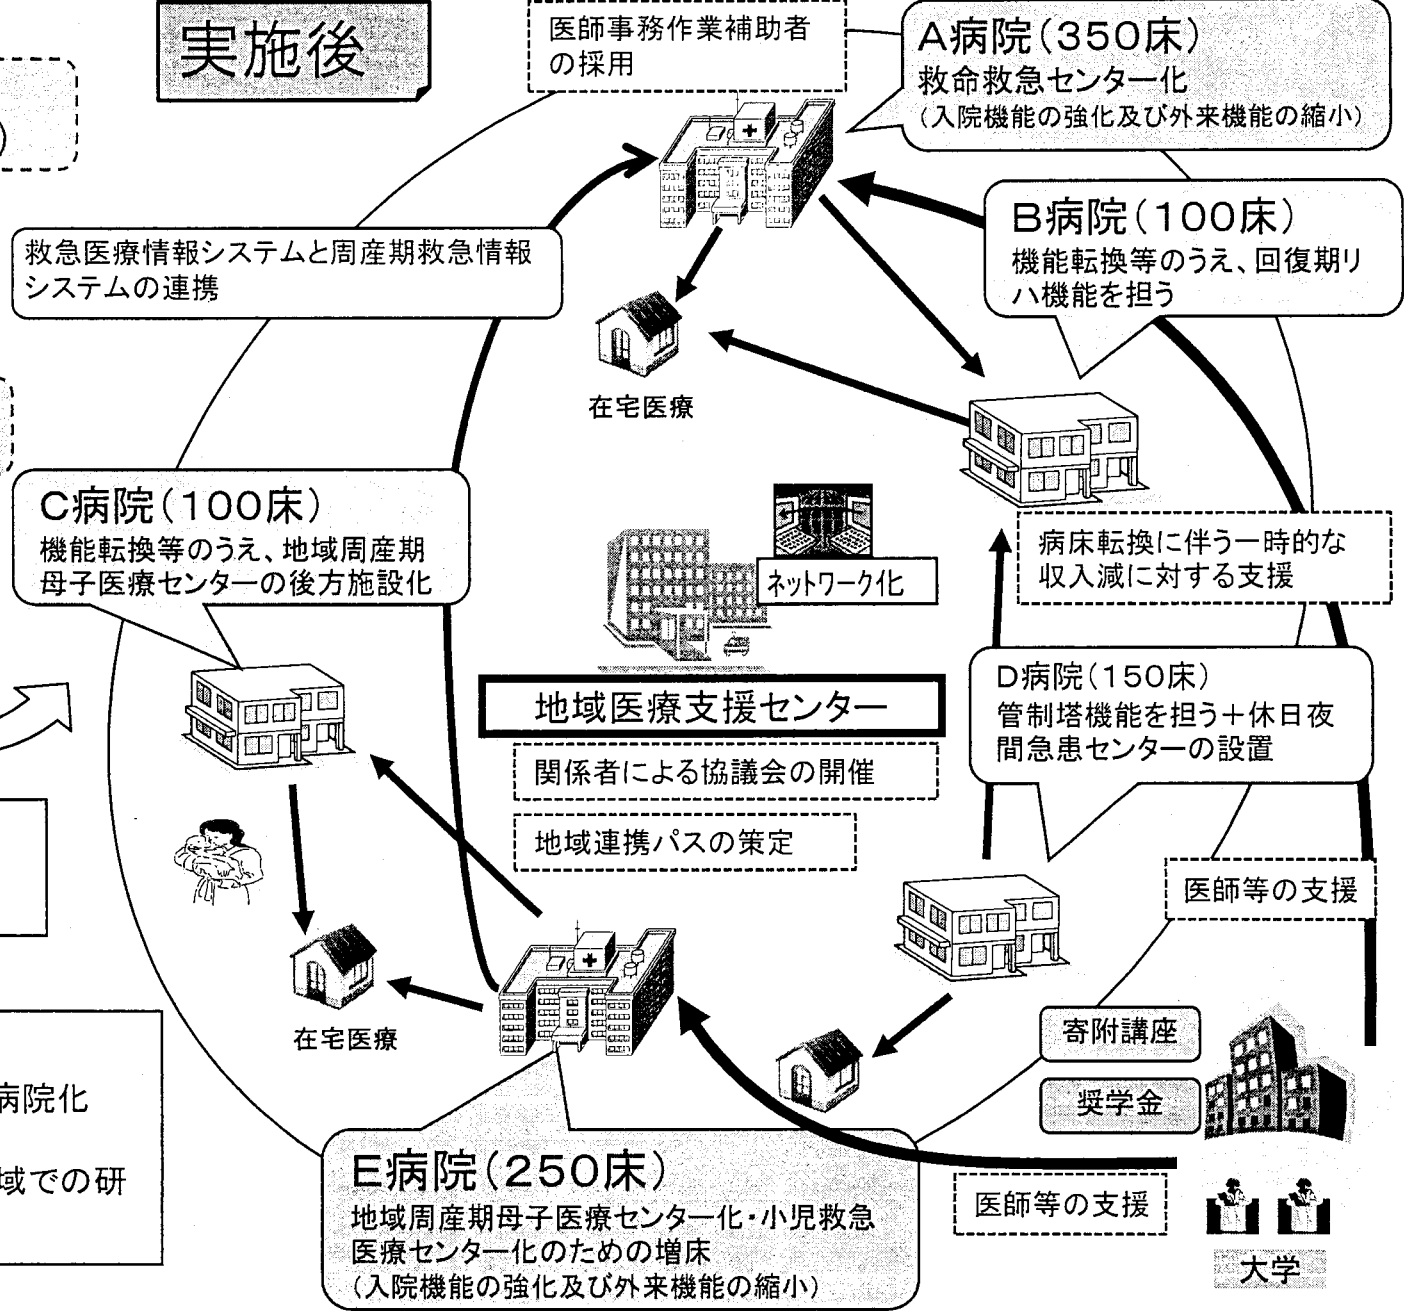 実施後
医師事務作業補助者
の採用
A病院(350床)
救命救急センター化
(入院機能の強化及び外来機能の縮小)
)
B病院(100床)
機能転換等のうえ、回復期リ
ハ機能を担う
救急医療情報システムと周産期救急情報
システムの連携
在宅医療
C病院(100床)
機能転換等のうえ、地域周産期
母子医療センターの後方施設化
ネットワーク化
病床転換に伴う一時的な
収入減に対する支援
地域医療支援センター
D病院(150床)
管制塔機能を担う+休日夜
間急患センターの設置
関係者による協議会の開催
地域連携パスの策定
医師等の支援
在宅医療
寄附講座
奨学金
病院化
域での研
E病院(250床)
地域周産期母子医療センター化・小児救急
医療センター化のための増床
(入院機能の強化及び外来機能の縮小)
医師等の支援
大学